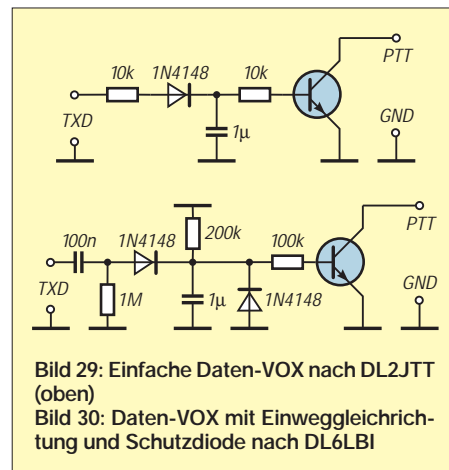 10k 1N4148 10k PTT
TXD 1µ GND
200k
100n 1N4148 100k PTT
TXD 1M 1µ 1N4148 GND
Bild 29: Einfache Daten-VOX nach DL2JTT
(oben)
Bild 30: Daten-VOX mit Einweggleichrich-
tung und Schutzdiode nach DL6LBI